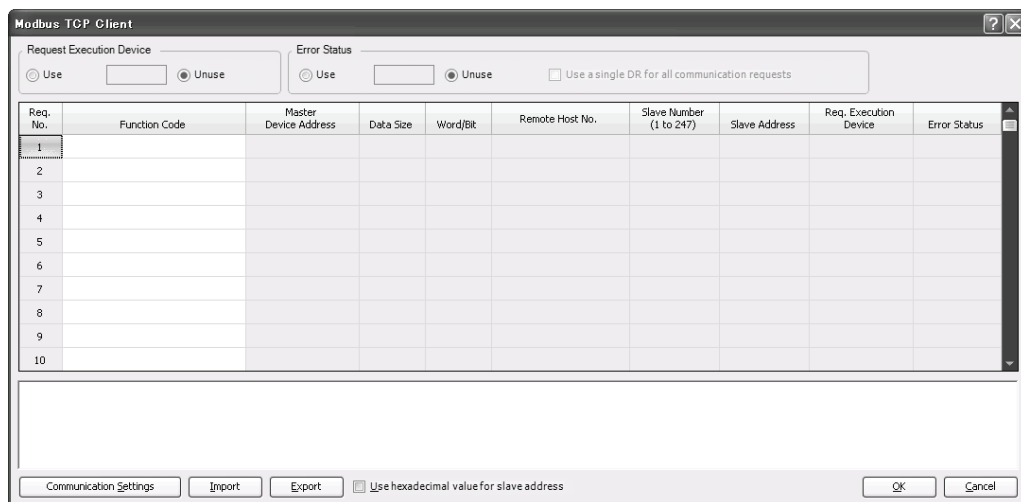 Modbus TCP Client
Request Execution Device
Error Status
Use
Unuse
Use
Unuse
Use a single DR for all communication requests
Req. No.
Function Code
Master Device Address
Data Size
Word/Bit
Remote Host No.
Slave Number (1 to 247)
Slave Address
Req. Execution Device
Error Status
1
2
3
4
5
6
7
8
9
10
Communication Settings
Import
Export
Use hexadecimal value for slave address
OK
Cancel